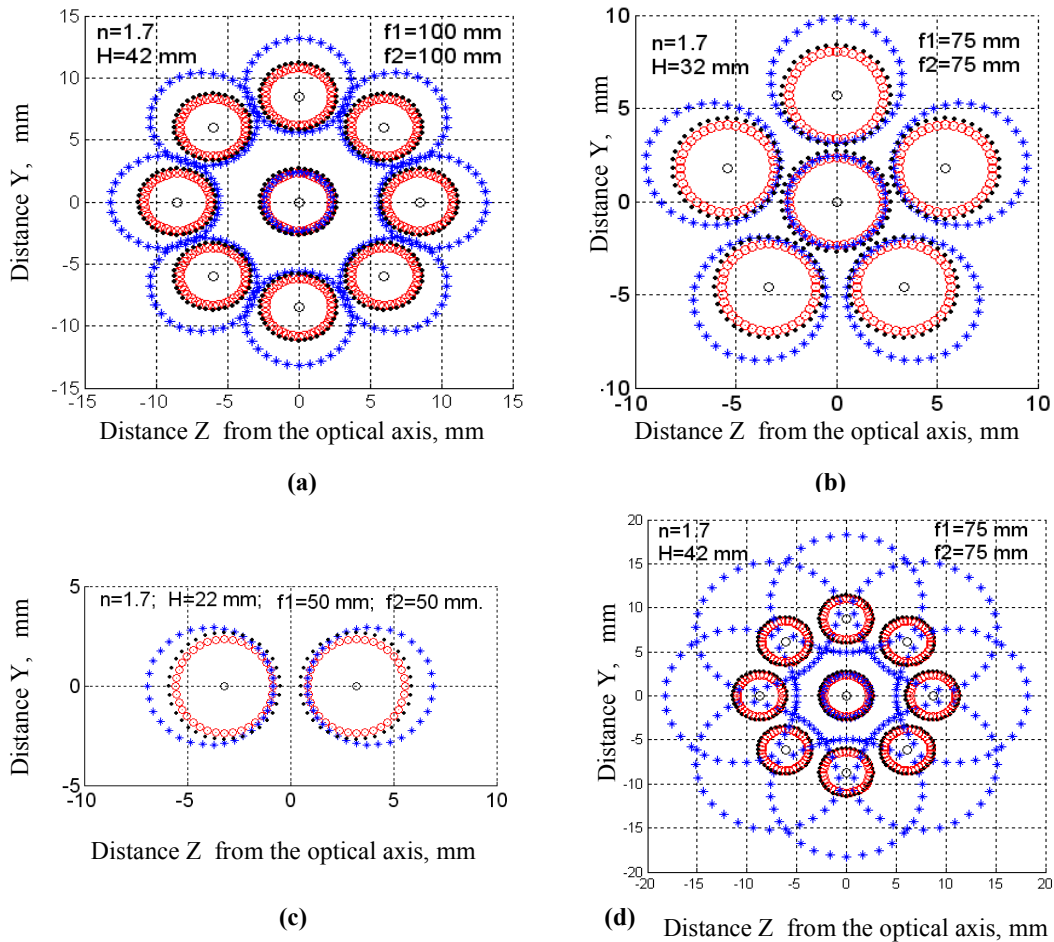 n=1.7
H=42 mm
f1=100 mm
f2=100 mm
15
10
5
0
-5
-10
-15
-15
-10
-5
0
5
10
15
Distance Y, mm
Distance Z from the optical axis, mm
(a)
n=1.7
H=32 mm
f1=75 mm
f2=75 mm
10
5
0
-5
-10
-10
-5
0
5
10
Distance Y, mm
Distance Z from the optical axis, mm
(b)
n=1.7; H=22 mm; f1=50 mm; f2=50 mm.
5
0
-5
-10
-5
0
5
10
Distance Y, mm
Distance Z from the optical axis, mm
(c)
n=1.7
H=42 mm
f1=75 mm
f2=75 mm
20
15
10
5
0
-5
-10
-15
-20
-20
-15
-10
-5
0
5
10
15
20
Distance Y, mm
(d)
Distance Z from the optical axis, mm